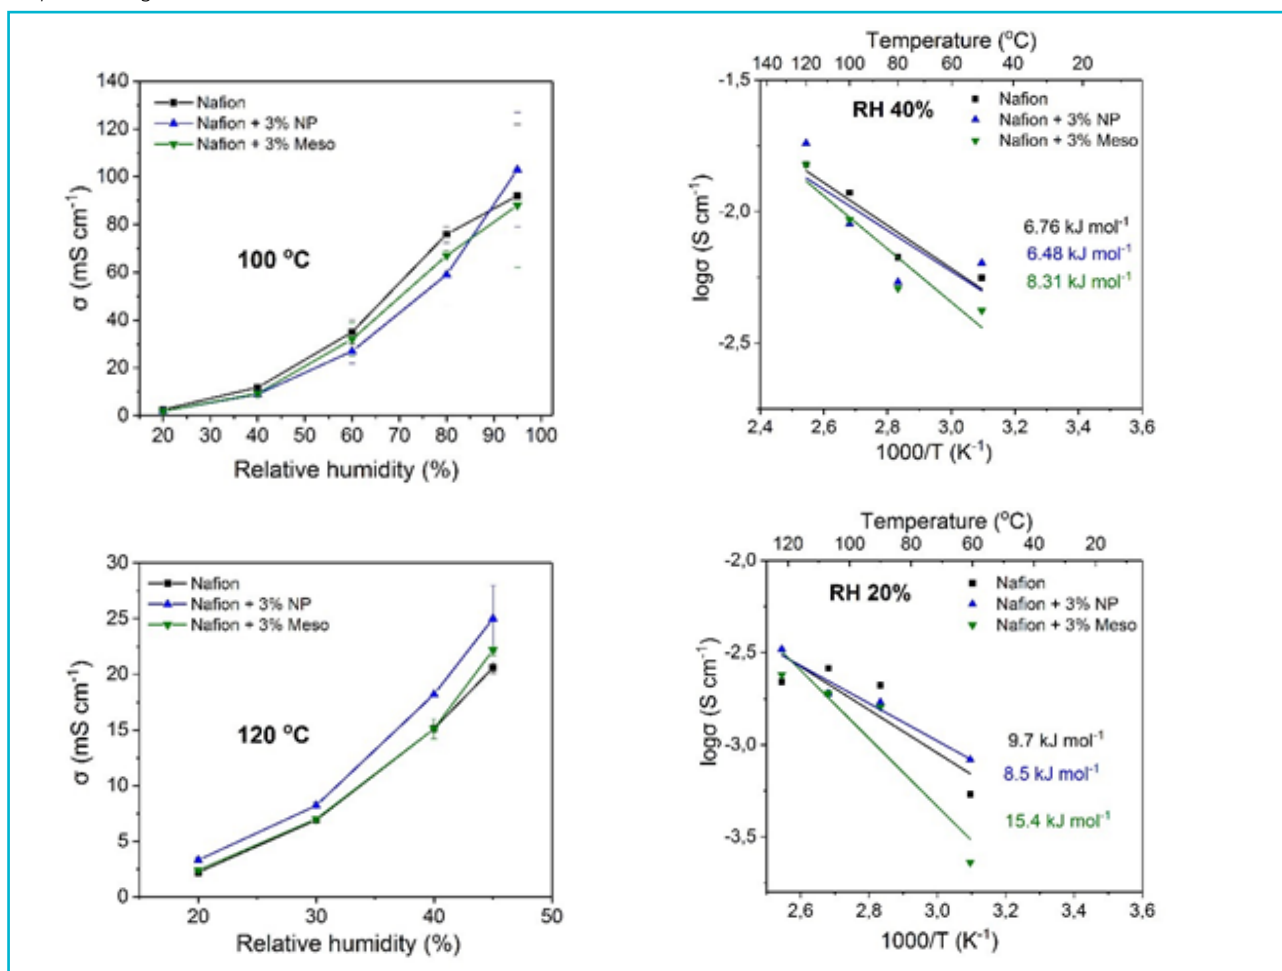 140
120
100
80
60
40
20
0
σ (mS cm⁻¹)
Nafion
Nafion + 3% NP
Nafion + 3% Meso
100 °C
20 30 40 50 60 70 80 90 100
Relative humidity (%)
Temperature (°C)
140 120 100 80 60 40 20
-1,5
-2,0
-2,5
logσ (S cm⁻¹)
RH 40%
Nafion
Nafion + 3% NP
Nafion + 3% Meso
6.76 kJ mol⁻¹
6.48 kJ mol⁻¹
8.31 kJ mol⁻¹
2,4 2,6 2,8 3,0 3,2 3,4 3,6
1000/T (K⁻¹)
30
25
20
15
10
5
0
σ (mS cm⁻¹)
Nafion
Nafion + 3% NP
Nafion + 3% Meso
120 °C
20 30 40 50
Relative humidity (%)
Temperature (°C)
120 100 80 60 40 20
-2,0
-2,5
-3,0
-3,5
logσ (S cm⁻¹)
RH 20%
Nafion
Nafion + 3% NP
Nafion + 3% Meso
9.7 kJ mol⁻¹
8.5 kJ mol⁻¹
15.4 kJ mol⁻¹
2,6 2,8 3,0 3,2 3,4 3,6
1000/T (K⁻¹)